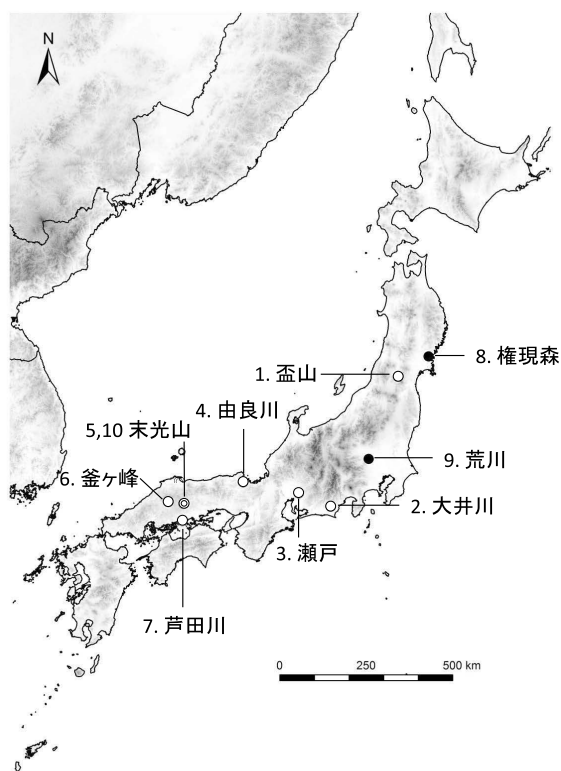 N
8. 権現森
1. 盃山
4. 由良川
5,10 末光山
9. 荒川
6. 釜ヶ峰
2. 大井川
3. 瀬戸
7. 芦田川
0 250 500 km